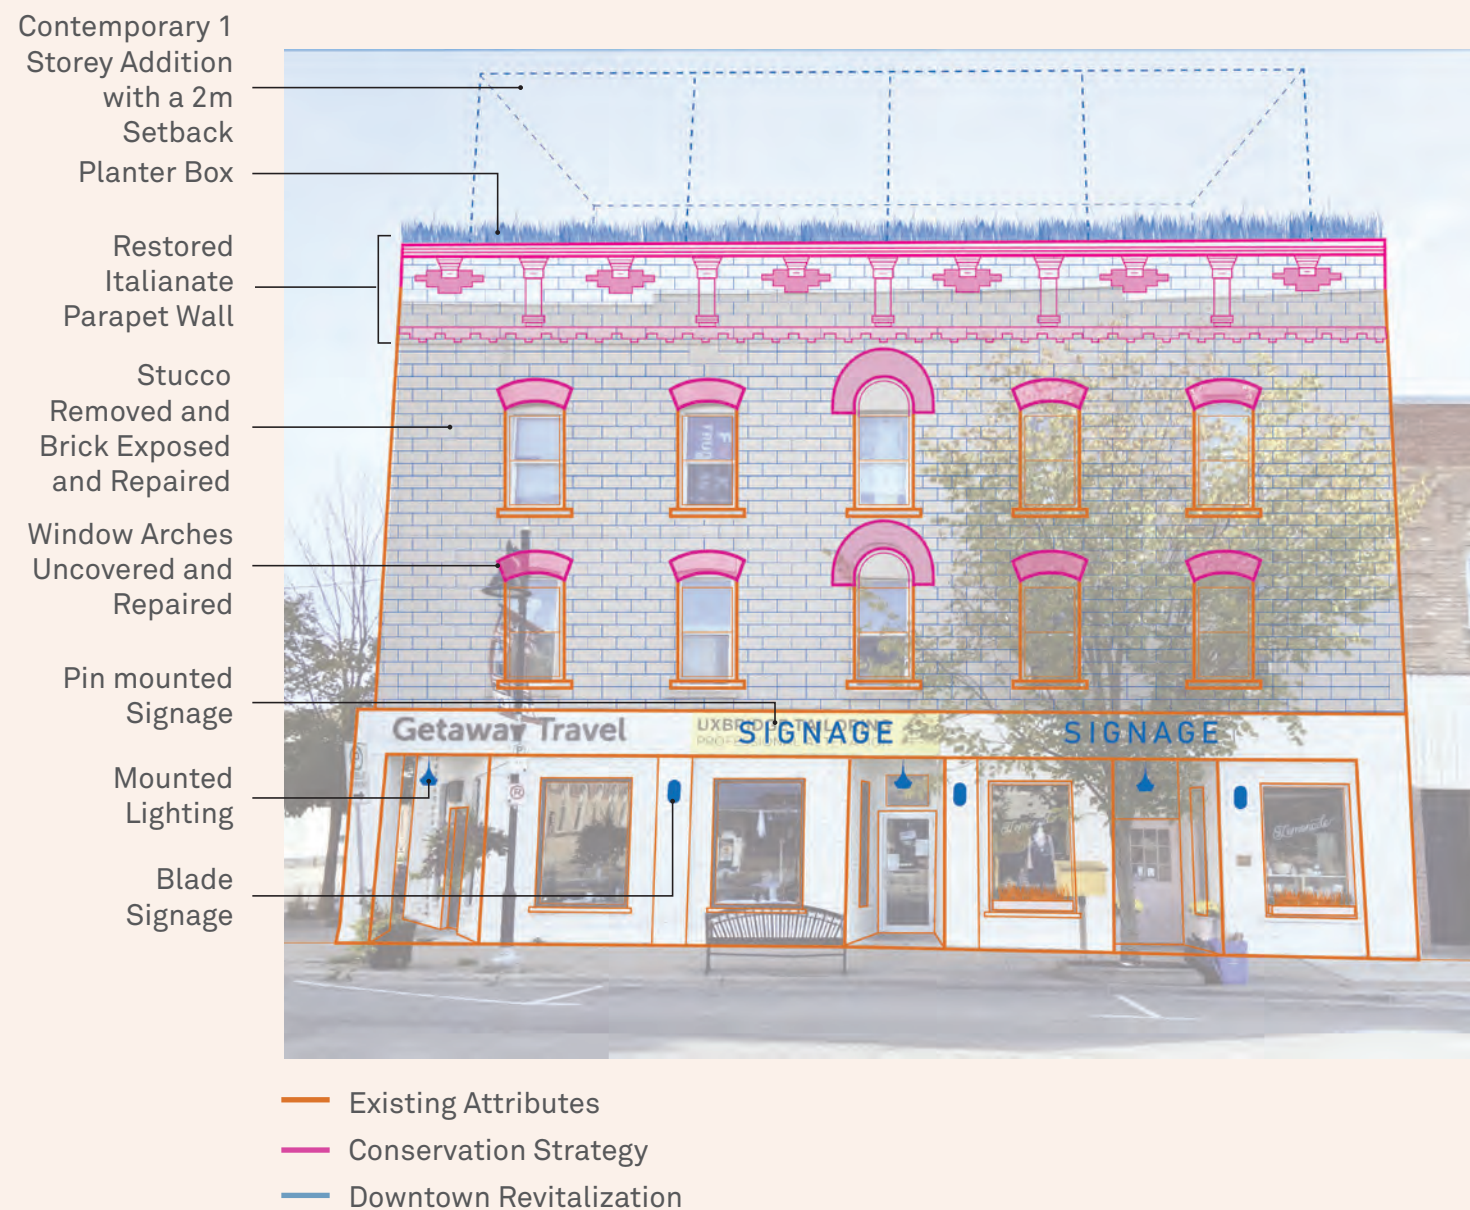 Contemporary 1
Storey Addition
with a 2m
Setback
Planter Box
Restored
Italianate
Parapet Wall
Stucco
Removed and
Brick Exposed
and Repaired
Window Arches
Uncovered and
Repaired
Pin mounted
Signage
Mounted
Lighting
Blade
Signage
Getaway Travel
UXBRIDGE TAILORING
SIGNAGE
SIGNAGE
Existing Attributes
Conservation Strategy
Downtown Revitalization